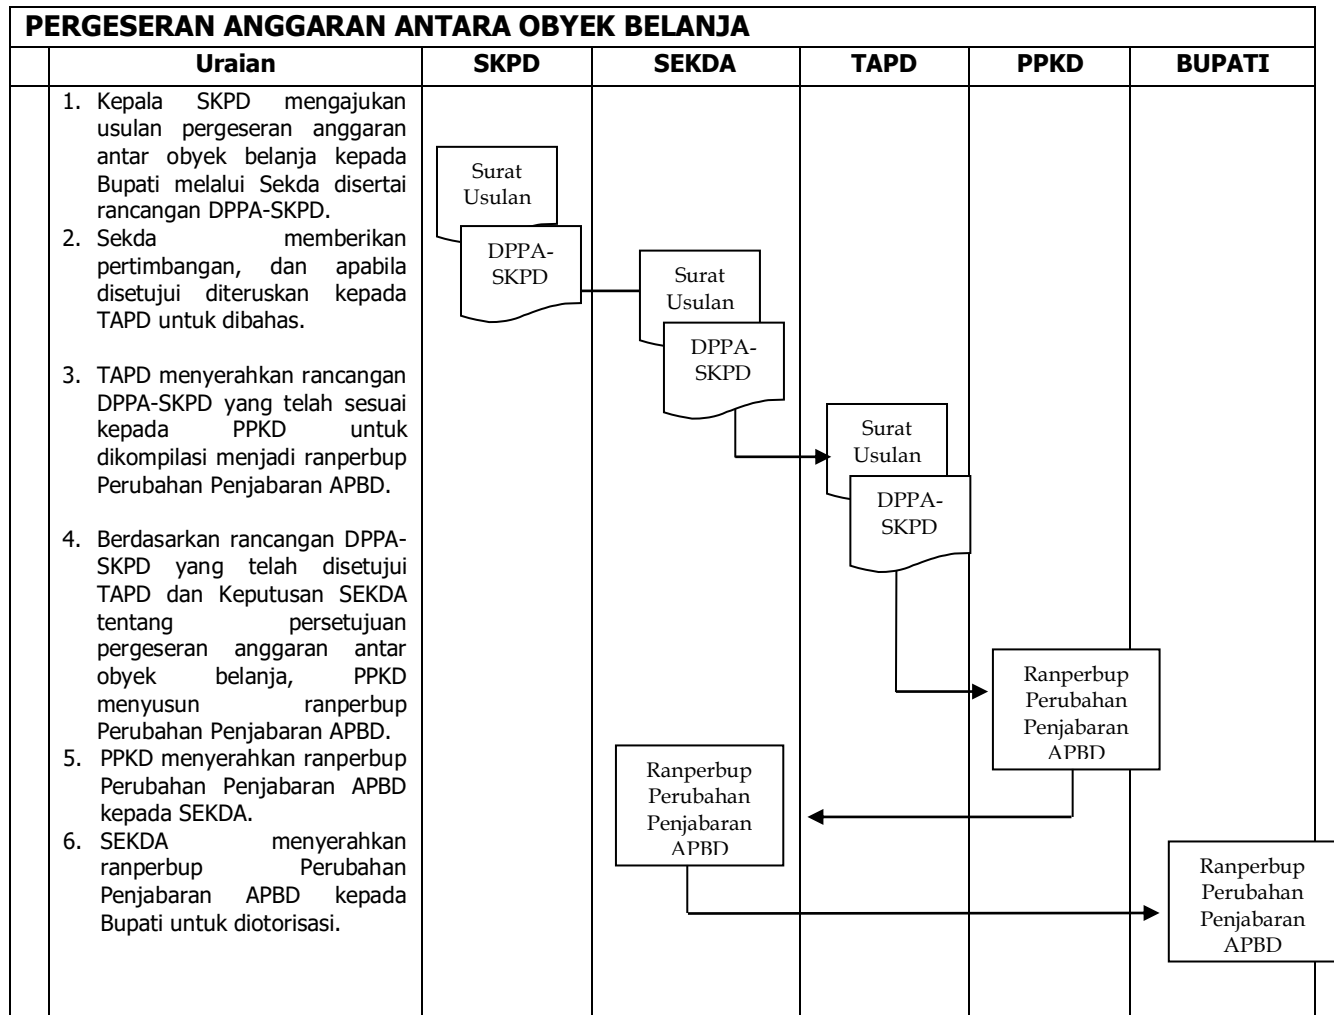 PERGESERAN ANGGARAN ANTARA OBYEK BELANJA
Uraian SKPD SEKDA TAPD PPKD BUPATI
1. Kepala SKPD mengajukan
usulan pergeseran anggaran
antar obyek belanja kepada
Bupati melalui Sekda disertai
rancangan DPPA-SKPD.
2. Sekda memberikan
pertimbangan, dan apabila
disetujui diteruskan kepada
TAPD untuk dibahas.
3. TAPD menyerahkan rancangan
DPPA-SKPD yang telah sesuai
kepada PPKD untuk
dikompilasi menjadi ranperbup
Perubahan Penjabaran APBD.
4. Berdasarkan rancangan DPPA-
SKPD yang telah disetujui
TAPD dan Keputusan SEKDA
tentang persetujuan
pergeseran anggaran antar
obyek belanja, PPKD
menyusun ranperbup
Perubahan Penjabaran APBD.
5. PPKD menyerahkan ranperbup
Perubahan Penjabaran APBD
kepada SEKDA.
6. SEKDA menyerahkan
ranperbup Perubahan
Penjabaran APBD kepada
Bupati untuk diotorisasi.
Surat
Usulan
DPPA-
SKPD
Surat
Usulan
DPPA-
SKPD
Surat
Usulan
DPPA-
SKPD
Ranperbup
Perubahan
Penjabaran
APBD
Ranperbup
Perubahan
Penjabaran
APBD
Ranperbup
Perubahan
Penjabaran
APBD